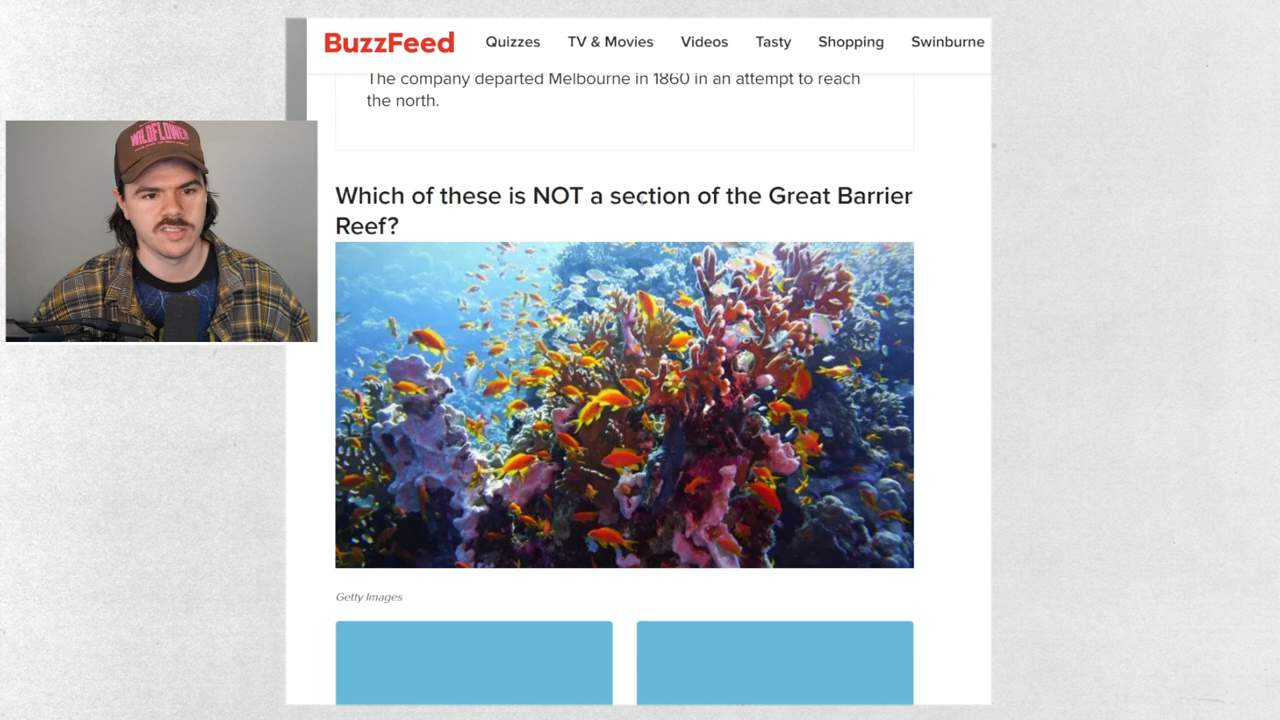 BuzzFeed Quizzes TV & Movies Videos Tasty Shopping Swinburne
The company departed Melbourne in 1860 in an attempt to reach
the north.
WILDFLOWER
Which of these is NOT a section of the Great Barrier
Reef?
Getty Images